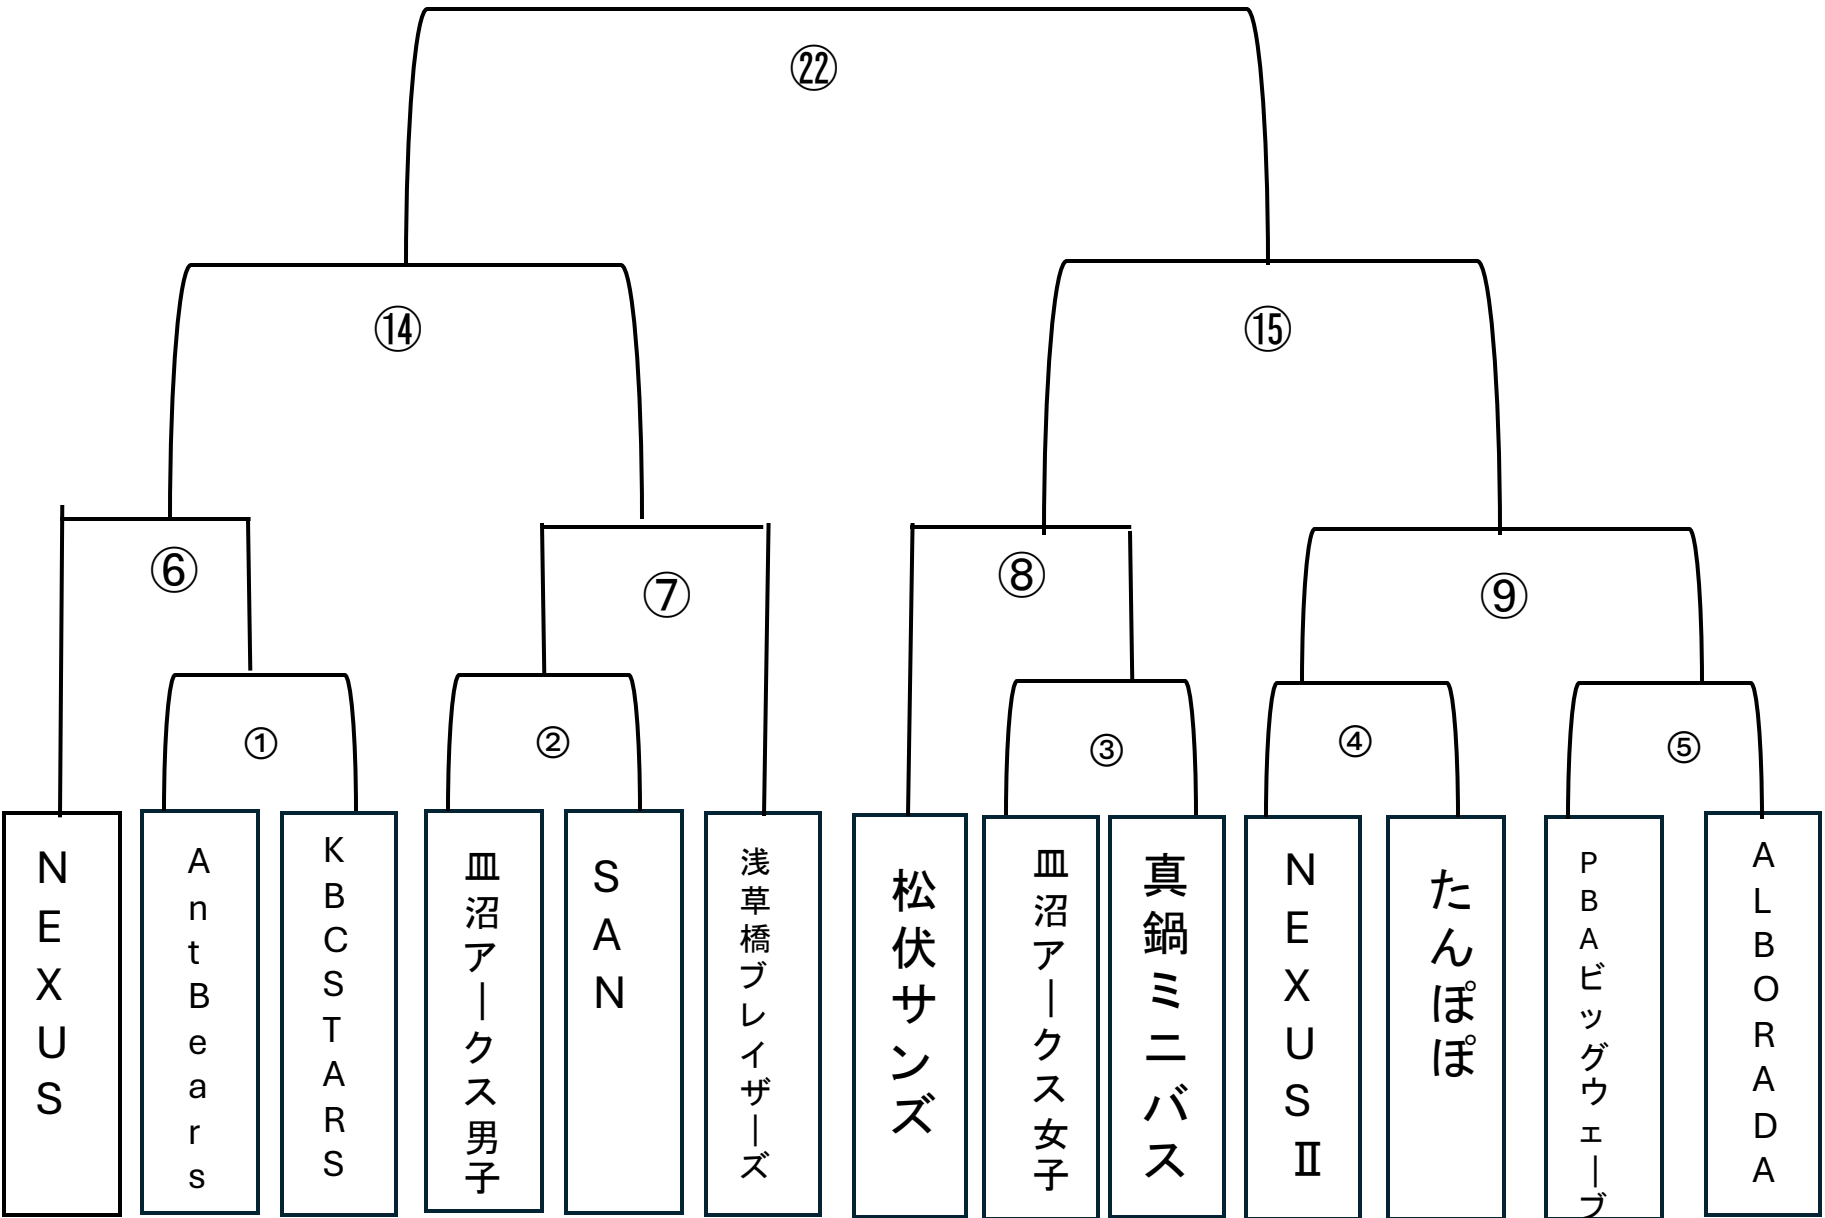 ㉒
⑭
⑮
⑥
⑦
⑧
⑨
①
②
③
④
⑤
NEXUS
AntBears
KBCSTARS
皿沼アークス男子
SAN
浅草橋ブレイザーズ
松伏サンズ
皿沼アークス女子
真鍋ミニバス
NEXUSⅡ
たんぽぽ
PBAビッグウェーブ
ALBORADA